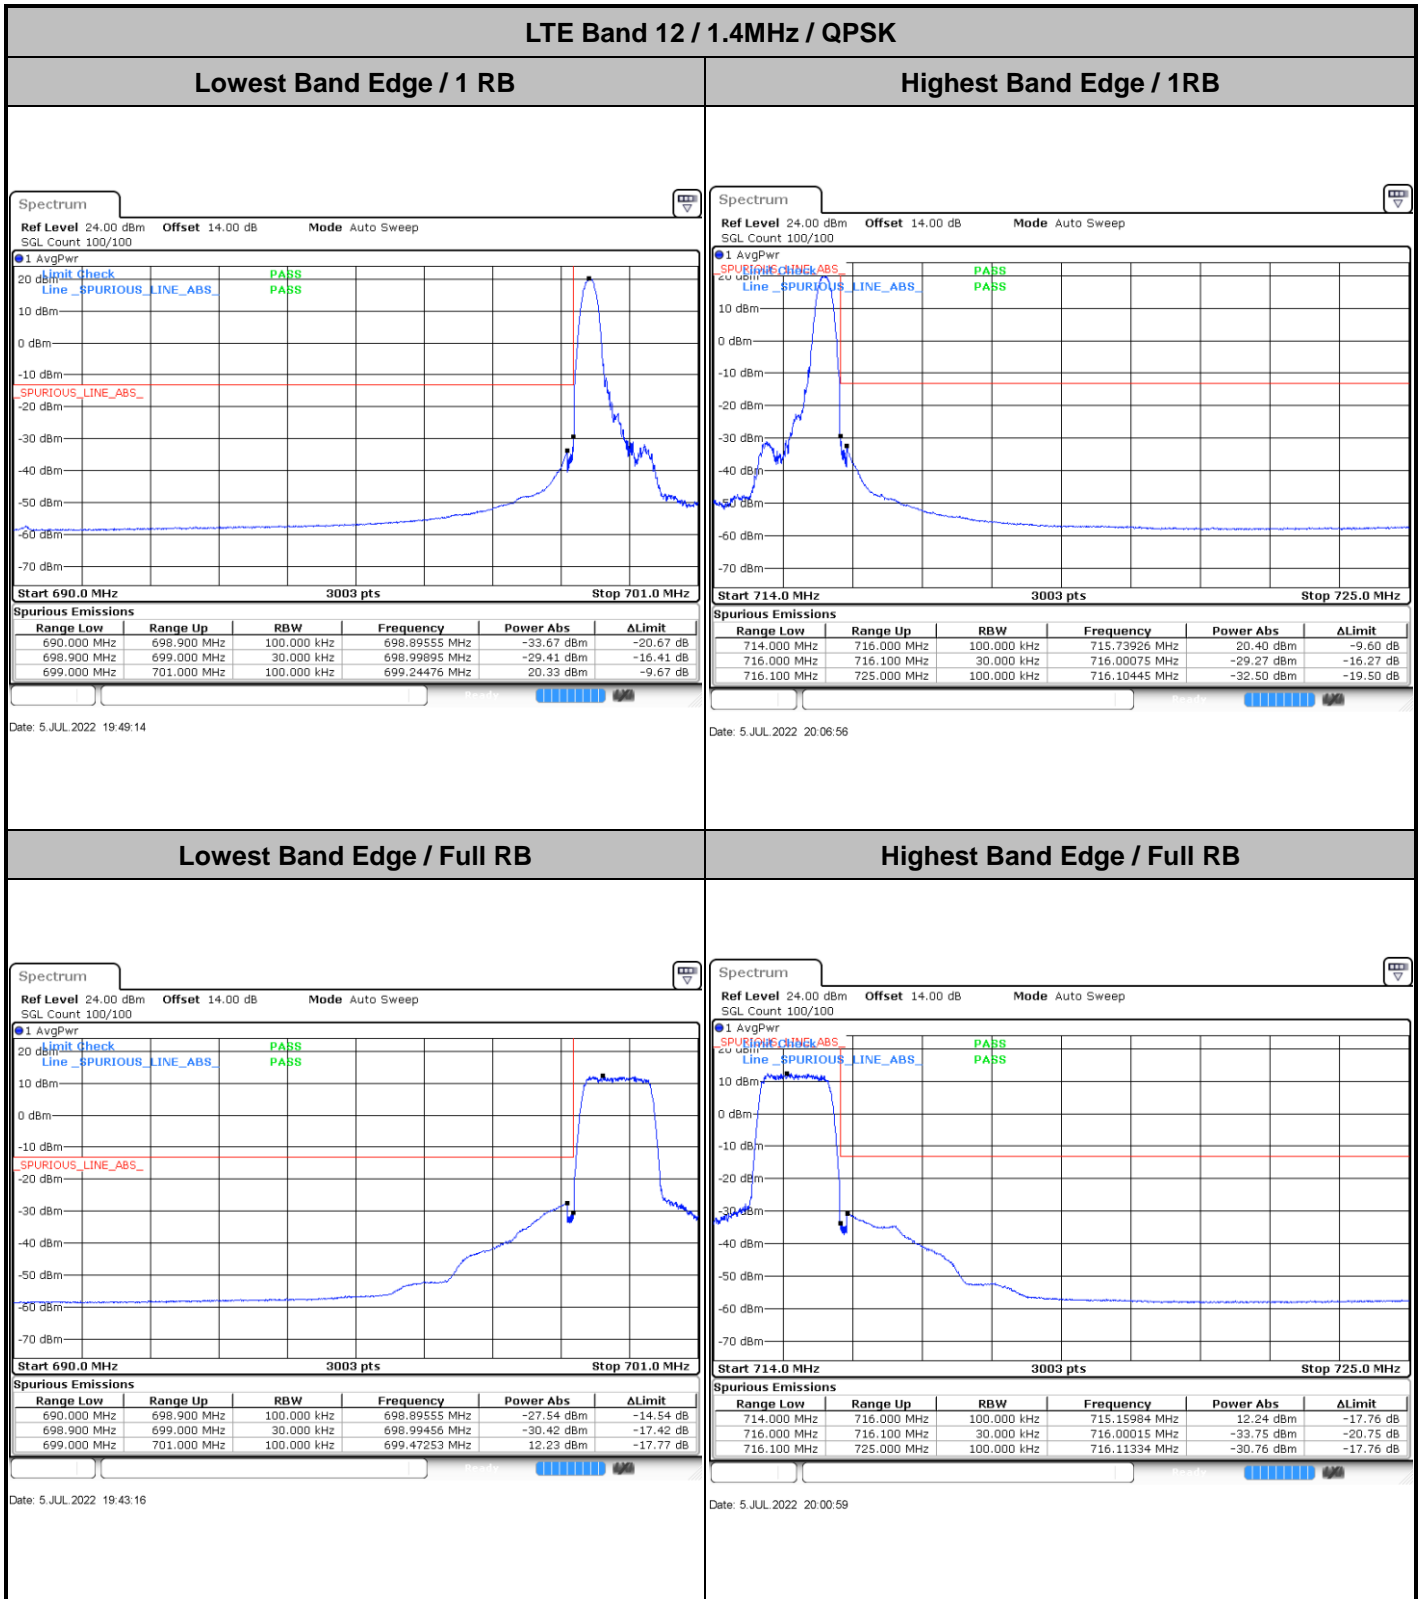 LTE Band 12 / 1.4MHz / QPSK
Lowest Band Edge / 1 RB
Highest Band Edge / 1RB
Spectrum
Ref Level 24.00 dBm Offset 14.00 dB Mode Auto Sweep
SGL Count 100/100
1 AvgPwr
Limit Check PASS
20 dBm
Line _SPURIOUS_LINE_ABS_ PASS
10 dBm
0 dBm
-10 dBm
_SPURIOUS_LINE_ABS_
-20 dBm
-30 dBm
-40 dBm
-50 dBm
-60 dBm
-70 dBm
Start 690.0 MHz 3003 pts Stop 701.0 MHz
Spurious Emissions
Range Low Range Up RBW Frequency Power Abs ΔLimit
690.000 MHz 698.900 MHz 100.000 kHz 698.89555 MHz -33.67 dBm -20.67 dB
698.900 MHz 699.000 MHz 30.000 kHz 698.99895 MHz -29.41 dBm -16.41 dB
699.000 MHz 701.000 MHz 100.000 kHz 699.24476 MHz 20.33 dBm -9.67 dB
Ready
Date: 5.JUL.2022 19:49:14
Spectrum
Ref Level 24.00 dBm Offset 14.00 dB Mode Auto Sweep
SGL Count 100/100
1 AvgPwr
_SPURIOUS_LINE_ABS_
Limit Check PASS
20 dBm
Line _SPURIOUS_LINE_ABS_ PASS
10 dBm
0 dBm
-10 dBm
-20 dBm
-30 dBm
-40 dBm
-50 dBm
-60 dBm
-70 dBm
Start 714.0 MHz 3003 pts Stop 725.0 MHz
Spurious Emissions
Range Low Range Up RBW Frequency Power Abs ΔLimit
714.000 MHz 716.000 MHz 100.000 kHz 715.73926 MHz 20.40 dBm -9.60 dB
716.000 MHz 716.100 MHz 30.000 kHz 716.00075 MHz -29.27 dBm -16.27 dB
716.100 MHz 725.000 MHz 100.000 kHz 716.10445 MHz -32.50 dBm -19.50 dB
Ready
Date: 5.JUL.2022 20:06:56
Lowest Band Edge / Full RB
Highest Band Edge / Full RB
Spectrum
Ref Level 24.00 dBm Offset 14.00 dB Mode Auto Sweep
SGL Count 100/100
1 AvgPwr
Limit Check PASS
20 dBm
Line _SPURIOUS_LINE_ABS_ PASS
10 dBm
0 dBm
-10 dBm
_SPURIOUS_LINE_ABS_
-20 dBm
-30 dBm
-40 dBm
-50 dBm
-60 dBm
-70 dBm
Start 690.0 MHz 3003 pts Stop 701.0 MHz
Spurious Emissions
Range Low Range Up RBW Frequency Power Abs ΔLimit
690.000 MHz 698.900 MHz 100.000 kHz 698.89555 MHz -27.54 dBm -14.54 dB
698.900 MHz 699.000 MHz 30.000 kHz 698.99456 MHz -30.42 dBm -17.42 dB
699.000 MHz 701.000 MHz 100.000 kHz 699.47253 MHz 12.23 dBm -17.77 dB
Ready
Date: 5.JUL.2022 19:43:16
Spectrum
Ref Level 24.00 dBm Offset 14.00 dB Mode Auto Sweep
SGL Count 100/100
1 AvgPwr
_SPURIOUS_LINE_ABS_
Limit Check PASS
20 dBm
Line _SPURIOUS_LINE_ABS_ PASS
10 dBm
0 dBm
-10 dBm
-20 dBm
-30 dBm
-40 dBm
-50 dBm
-60 dBm
-70 dBm
Start 714.0 MHz 3003 pts Stop 725.0 MHz
Spurious Emissions
Range Low Range Up RBW Frequency Power Abs ΔLimit
714.000 MHz 716.000 MHz 100.000 kHz 715.15984 MHz 12.24 dBm -17.76 dB
716.000 MHz 716.100 MHz 30.000 kHz 716.00015 MHz -33.75 dBm -20.75 dB
716.100 MHz 725.000 MHz 100.000 kHz 716.11334 MHz -30.76 dBm -17.76 dB
Ready
Date: 5.JUL.2022 20:00:59